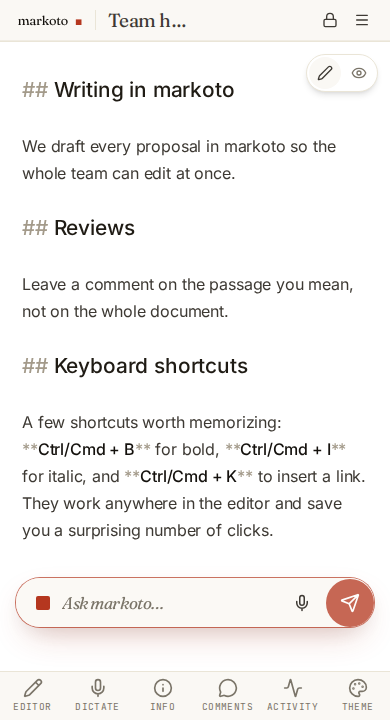 markoto
Team h...
## Writing in markoto
We draft every proposal in markoto so the
whole team can edit at once.
## Reviews
Leave a comment on the passage you mean,
not on the whole document.
## Keyboard shortcuts
A few shortcuts worth memorizing:
**Ctrl/Cmd + B** for bold, **Ctrl/Cmd + I**
for italic, and **Ctrl/Cmd + K** to insert a link.
They work anywhere in the editor and save
you a surprising number of clicks.
Ask markoto...
EDITOR
DICTATE
INFO
COMMENTS
ACTIVITY
THEME